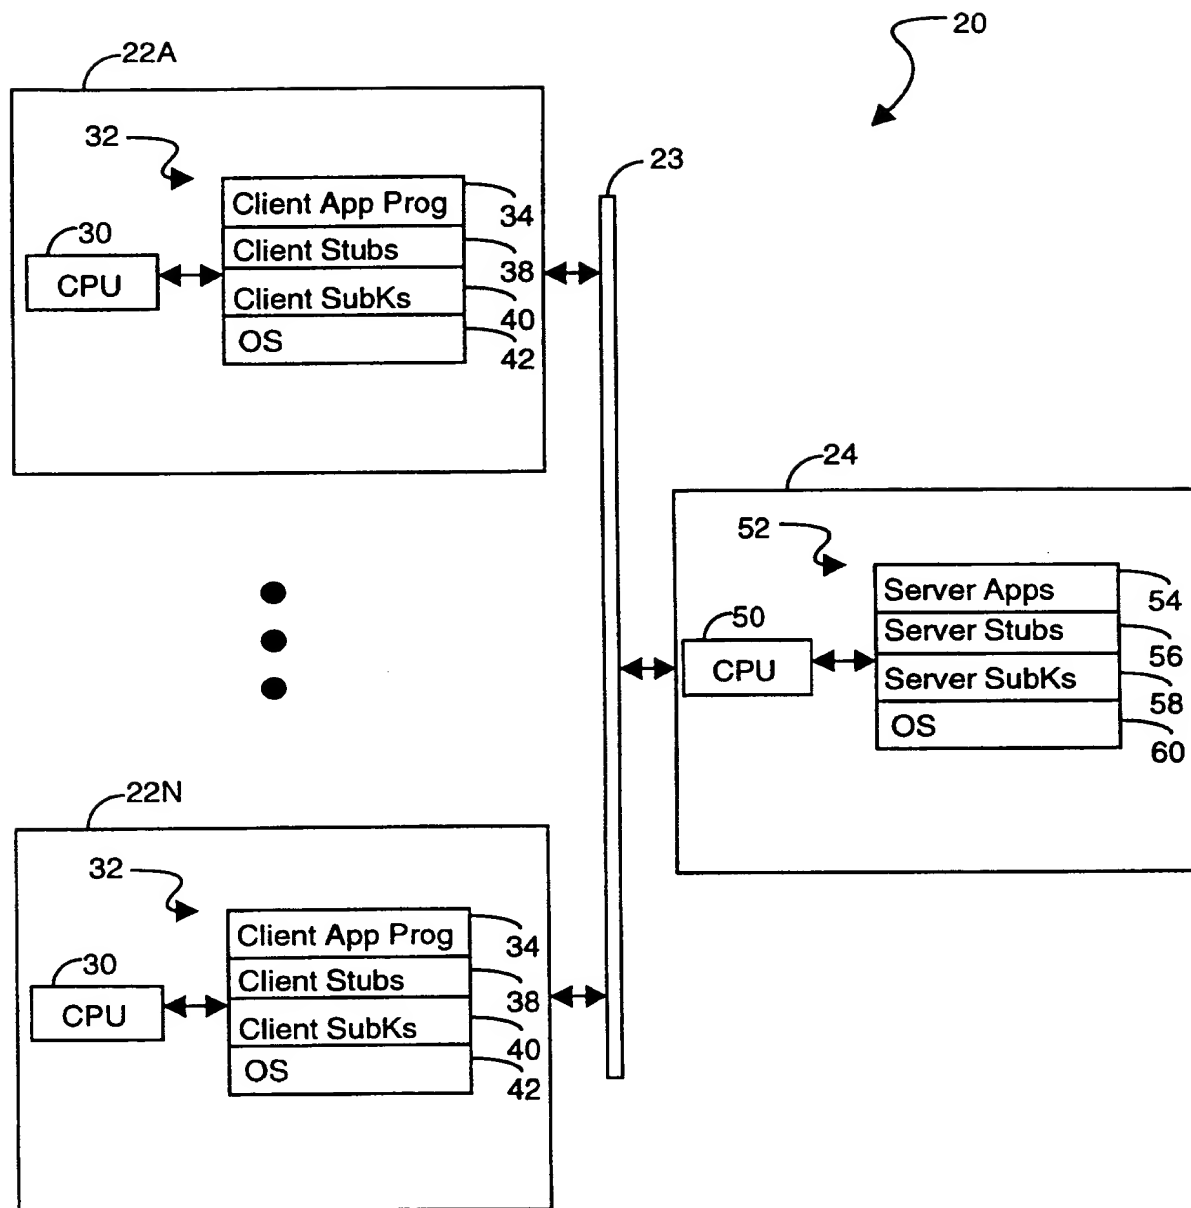 20
22A
32
Client App Prog
34
30
CPU
Client Stubs
38
Client SubKs
40
OS
42
23
24
52
Server Apps
54
50
CPU
Server Stubs
56
Server SubKs
58
OS
60
22N
32
Client App Prog
34
30
CPU
Client Stubs
38
Client SubKs
40
OS
42